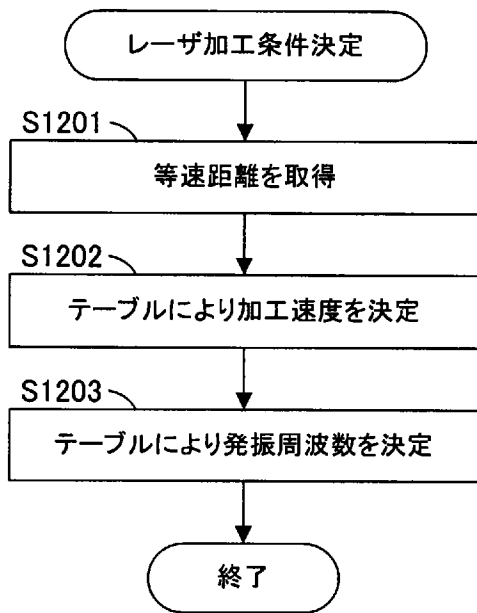 レーザ加工条件決定
S1201
等速距離を取得
S1202
テーブルにより加工速度を決定
S1203
テーブルにより発振周波数を決定
終了